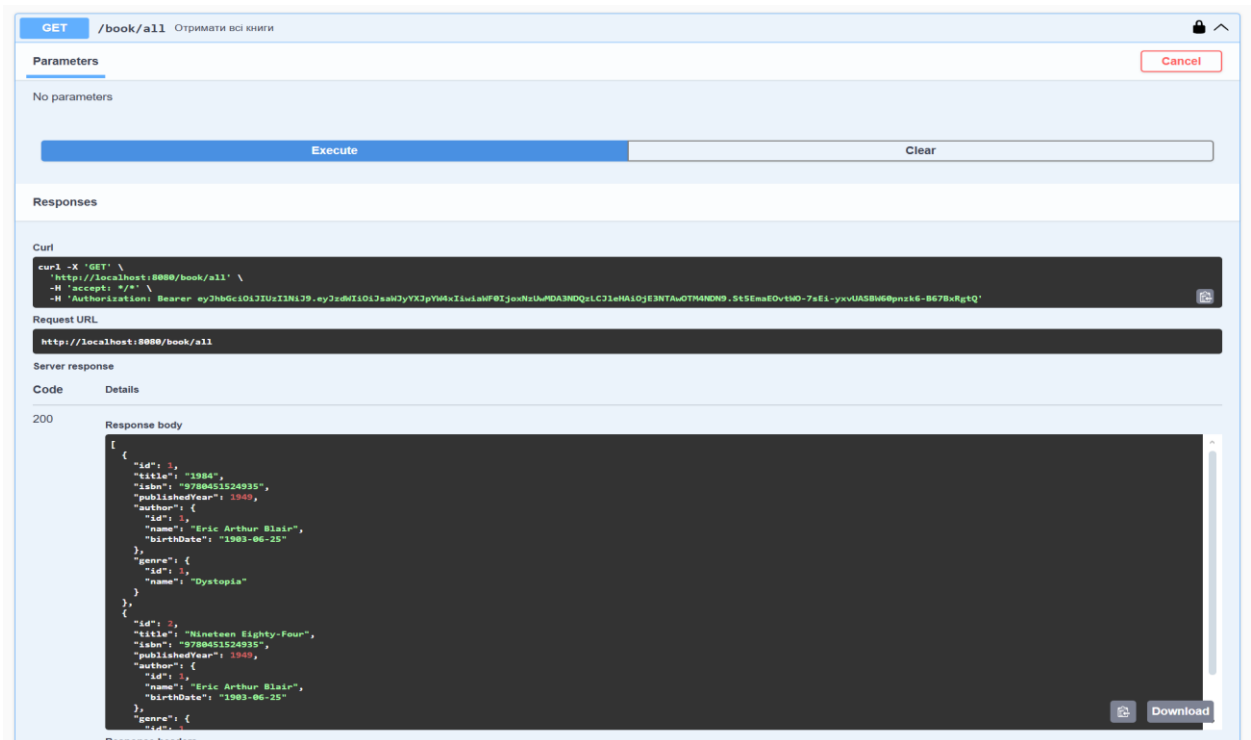 GET /book/all Отримати всі книги
Parameters
Cancel
No parameters
Execute
Clear
Responses
Curl
curl -X 'GET' \
'http://localhost:8080/book/all' \
-H 'accept: */*' \
-H 'Authorization: Bearer
Request URL
http://localhost:8080/book/all
Server response
Code Details
200
Response body
[
{
"id": 1,
"title": "1984",
"isbn": "9780451524935",
"publishedYear": 1949,
"author": {
"id": 1,
"name": "Eric Arthur Blair",
"birthDate": "1903-06-25"
},
"genre": {
"id": 1,
"name": "Dystopia"
}
},
{
"id": 2,
"title": "Nineteen Eighty-Four",
"isbn": "9780451524935",
"publishedYear": 1949,
"author": {
"id": 1,
"name": "Eric Arthur Blair",
"birthDate": "1903-06-25"
},
"genre": {
"id": 1
Download